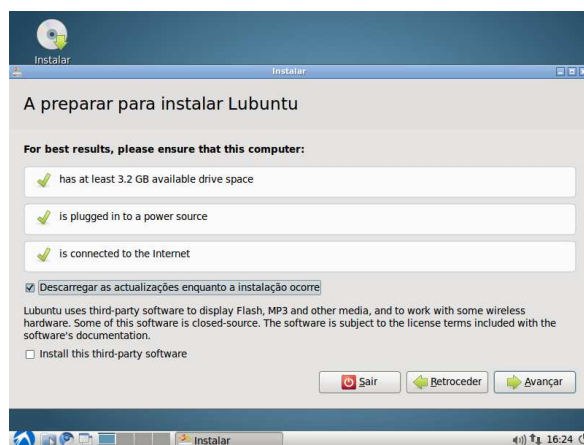 Instalar
Instalar
A preparar para instalar Lubuntu
For best results, please ensure that this computer:
has at least 3.2 GB available drive space
is plugged in to a power source
is connected to the Internet
Descarregar as actualizações enquanto a instalação ocorre
Lubuntu uses third-party software to display Flash, MP3 and other media, and to work with some wireless
hardware. Some of this software is closed-source. The software is subject to the license terms included with the
software's documentation.
Install this third-party software
Sair
Retroceder
Avançar
Instalar
16:24